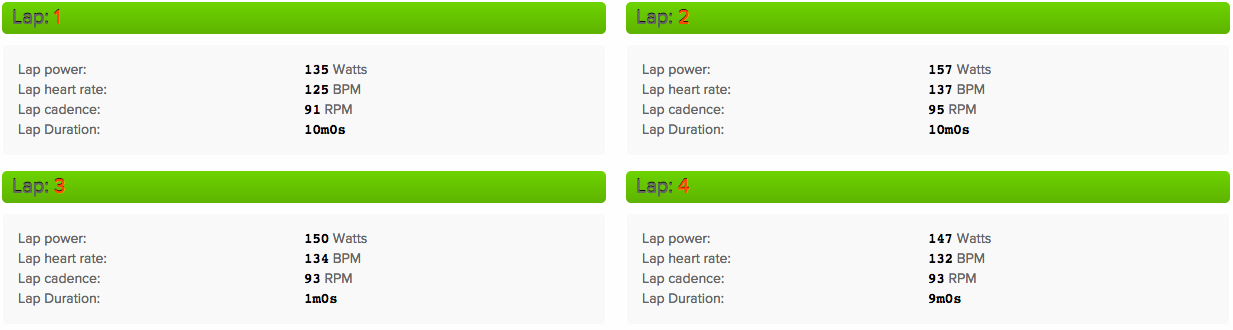 Lap: 1
Lap power: 135 Watts
Lap heart rate: 125 BPM
Lap cadence: 91 RPM
Lap Duration: 10m0s
Lap: 2
Lap power: 157 Watts
Lap heart rate: 137 BPM
Lap cadence: 95 RPM
Lap Duration: 10m0s
Lap: 3
Lap power: 150 Watts
Lap heart rate: 134 BPM
Lap cadence: 93 RPM
Lap Duration: 1m0s
Lap: 4
Lap power: 147 Watts
Lap heart rate: 132 BPM
Lap cadence: 93 RPM
Lap Duration: 9m0s